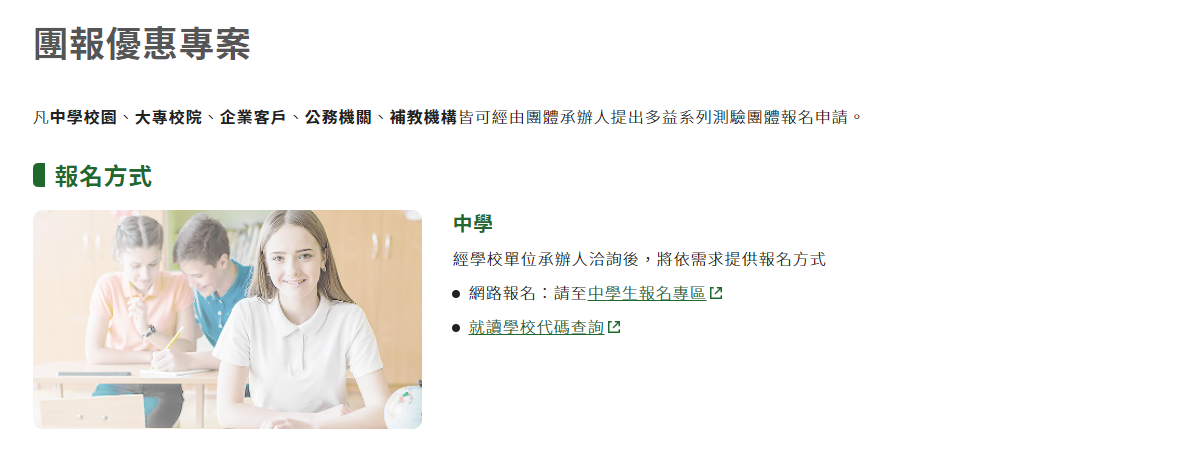 團報優惠專案
凡中學校園、大專校院、企業客戶、公務機關、補教機構皆可經由團體承辦人提出多益系列測驗團體報名申請。
報名方式
中學
經學校單位承辦人洽詢後，將依需求提供報名方式
網路報名：請至中學生報名專區
就讀學校代碼查詢